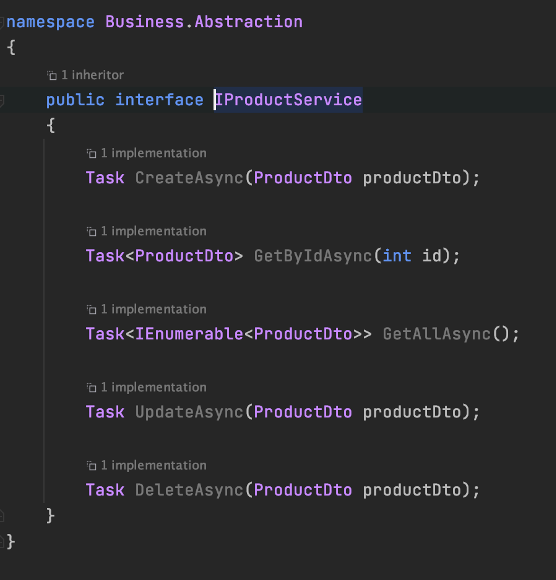 namespace Business.Abstraction
{
1 inheritor
public interface IProductService
{
1 implementation
Task CreateAsync(ProductDto productDto);
1 implementation
Task<ProductDto> GetByIdAsync(int id);
1 implementation
Task<IEnumerable<ProductDto>> GetAllAsync();
1 implementation
Task UpdateAsync(ProductDto productDto);
1 implementation
Task DeleteAsync(ProductDto productDto);
}
}